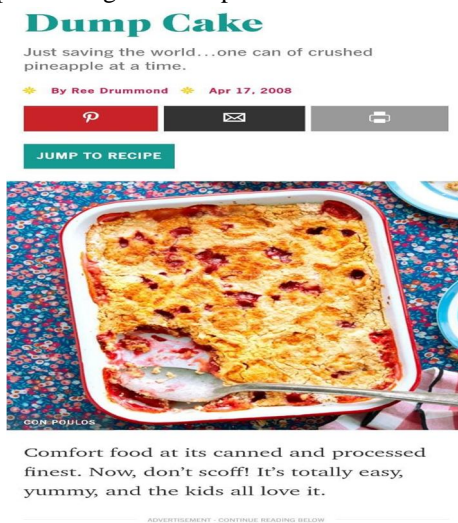 Dump Cake
Just saving the world...one can of crushed
pineapple at a time.
By Ree Drummond Apr 17, 2008
JUMP TO RECIPE
CON POULOS
Comfort food at its canned and processed
finest. Now, don't scoff! It's totally easy,
yummy, and the kids all love it.
ADVERTISEMENT - CONTINUE READING BELOW